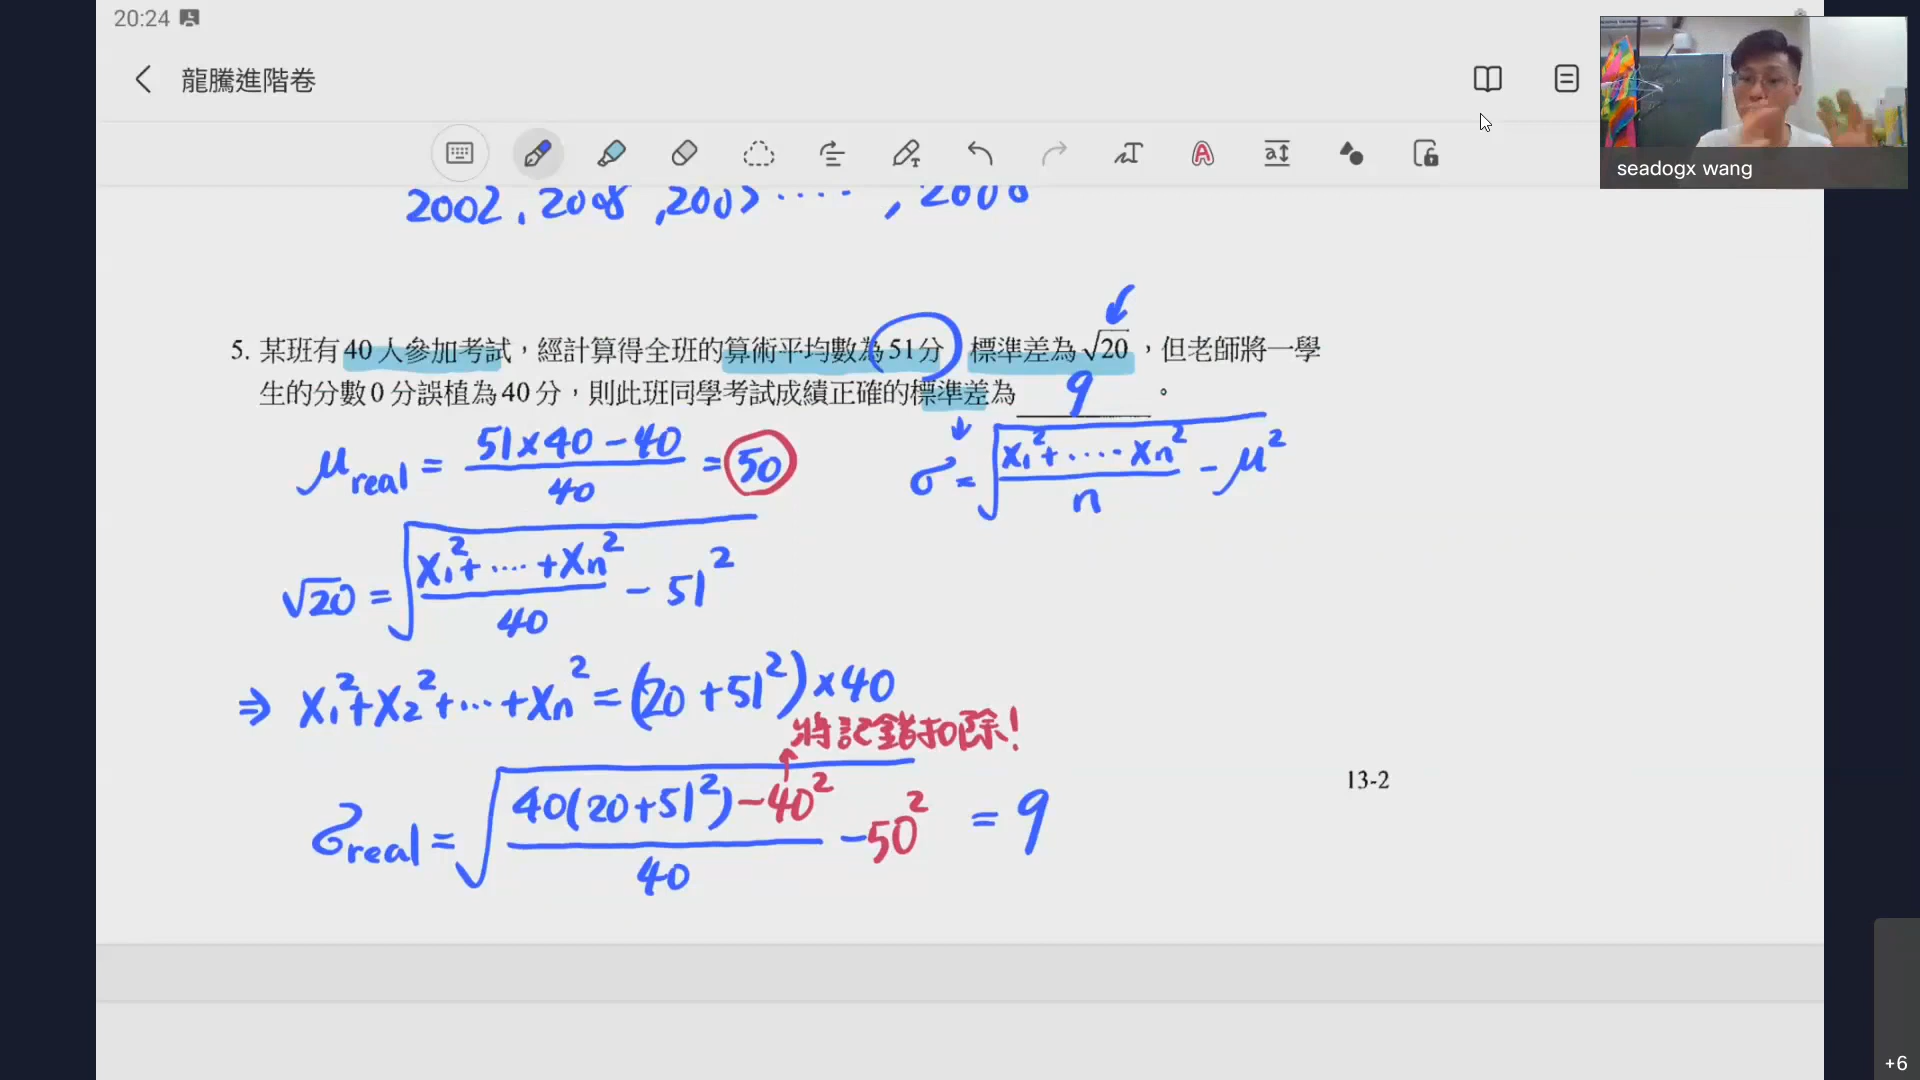 20:24
龍騰進階卷
seadogx wang
2002, 2008, 2005 ....,
5. 某班有 40 人參加考試，經計算得全班的算術平均數為 51分 標準差為 √20 ，但老師將一學
生的分數 0 分誤植為 40 分，則此班同學考試成績正確的標準差為 9 。
μreal = (51×40-40)/40 = 50
σ = √((x₁²+....xn²)/n - μ²)
√20 = √((x₁²+....+xn²)/40 - 51²)
⇒ x₁²+x₂²+...+xn² = (20+51²)×40
將記錯扣除!
13-2
σreal = √((40(20+51²)-40²)/40 - 50²) = 9
+6